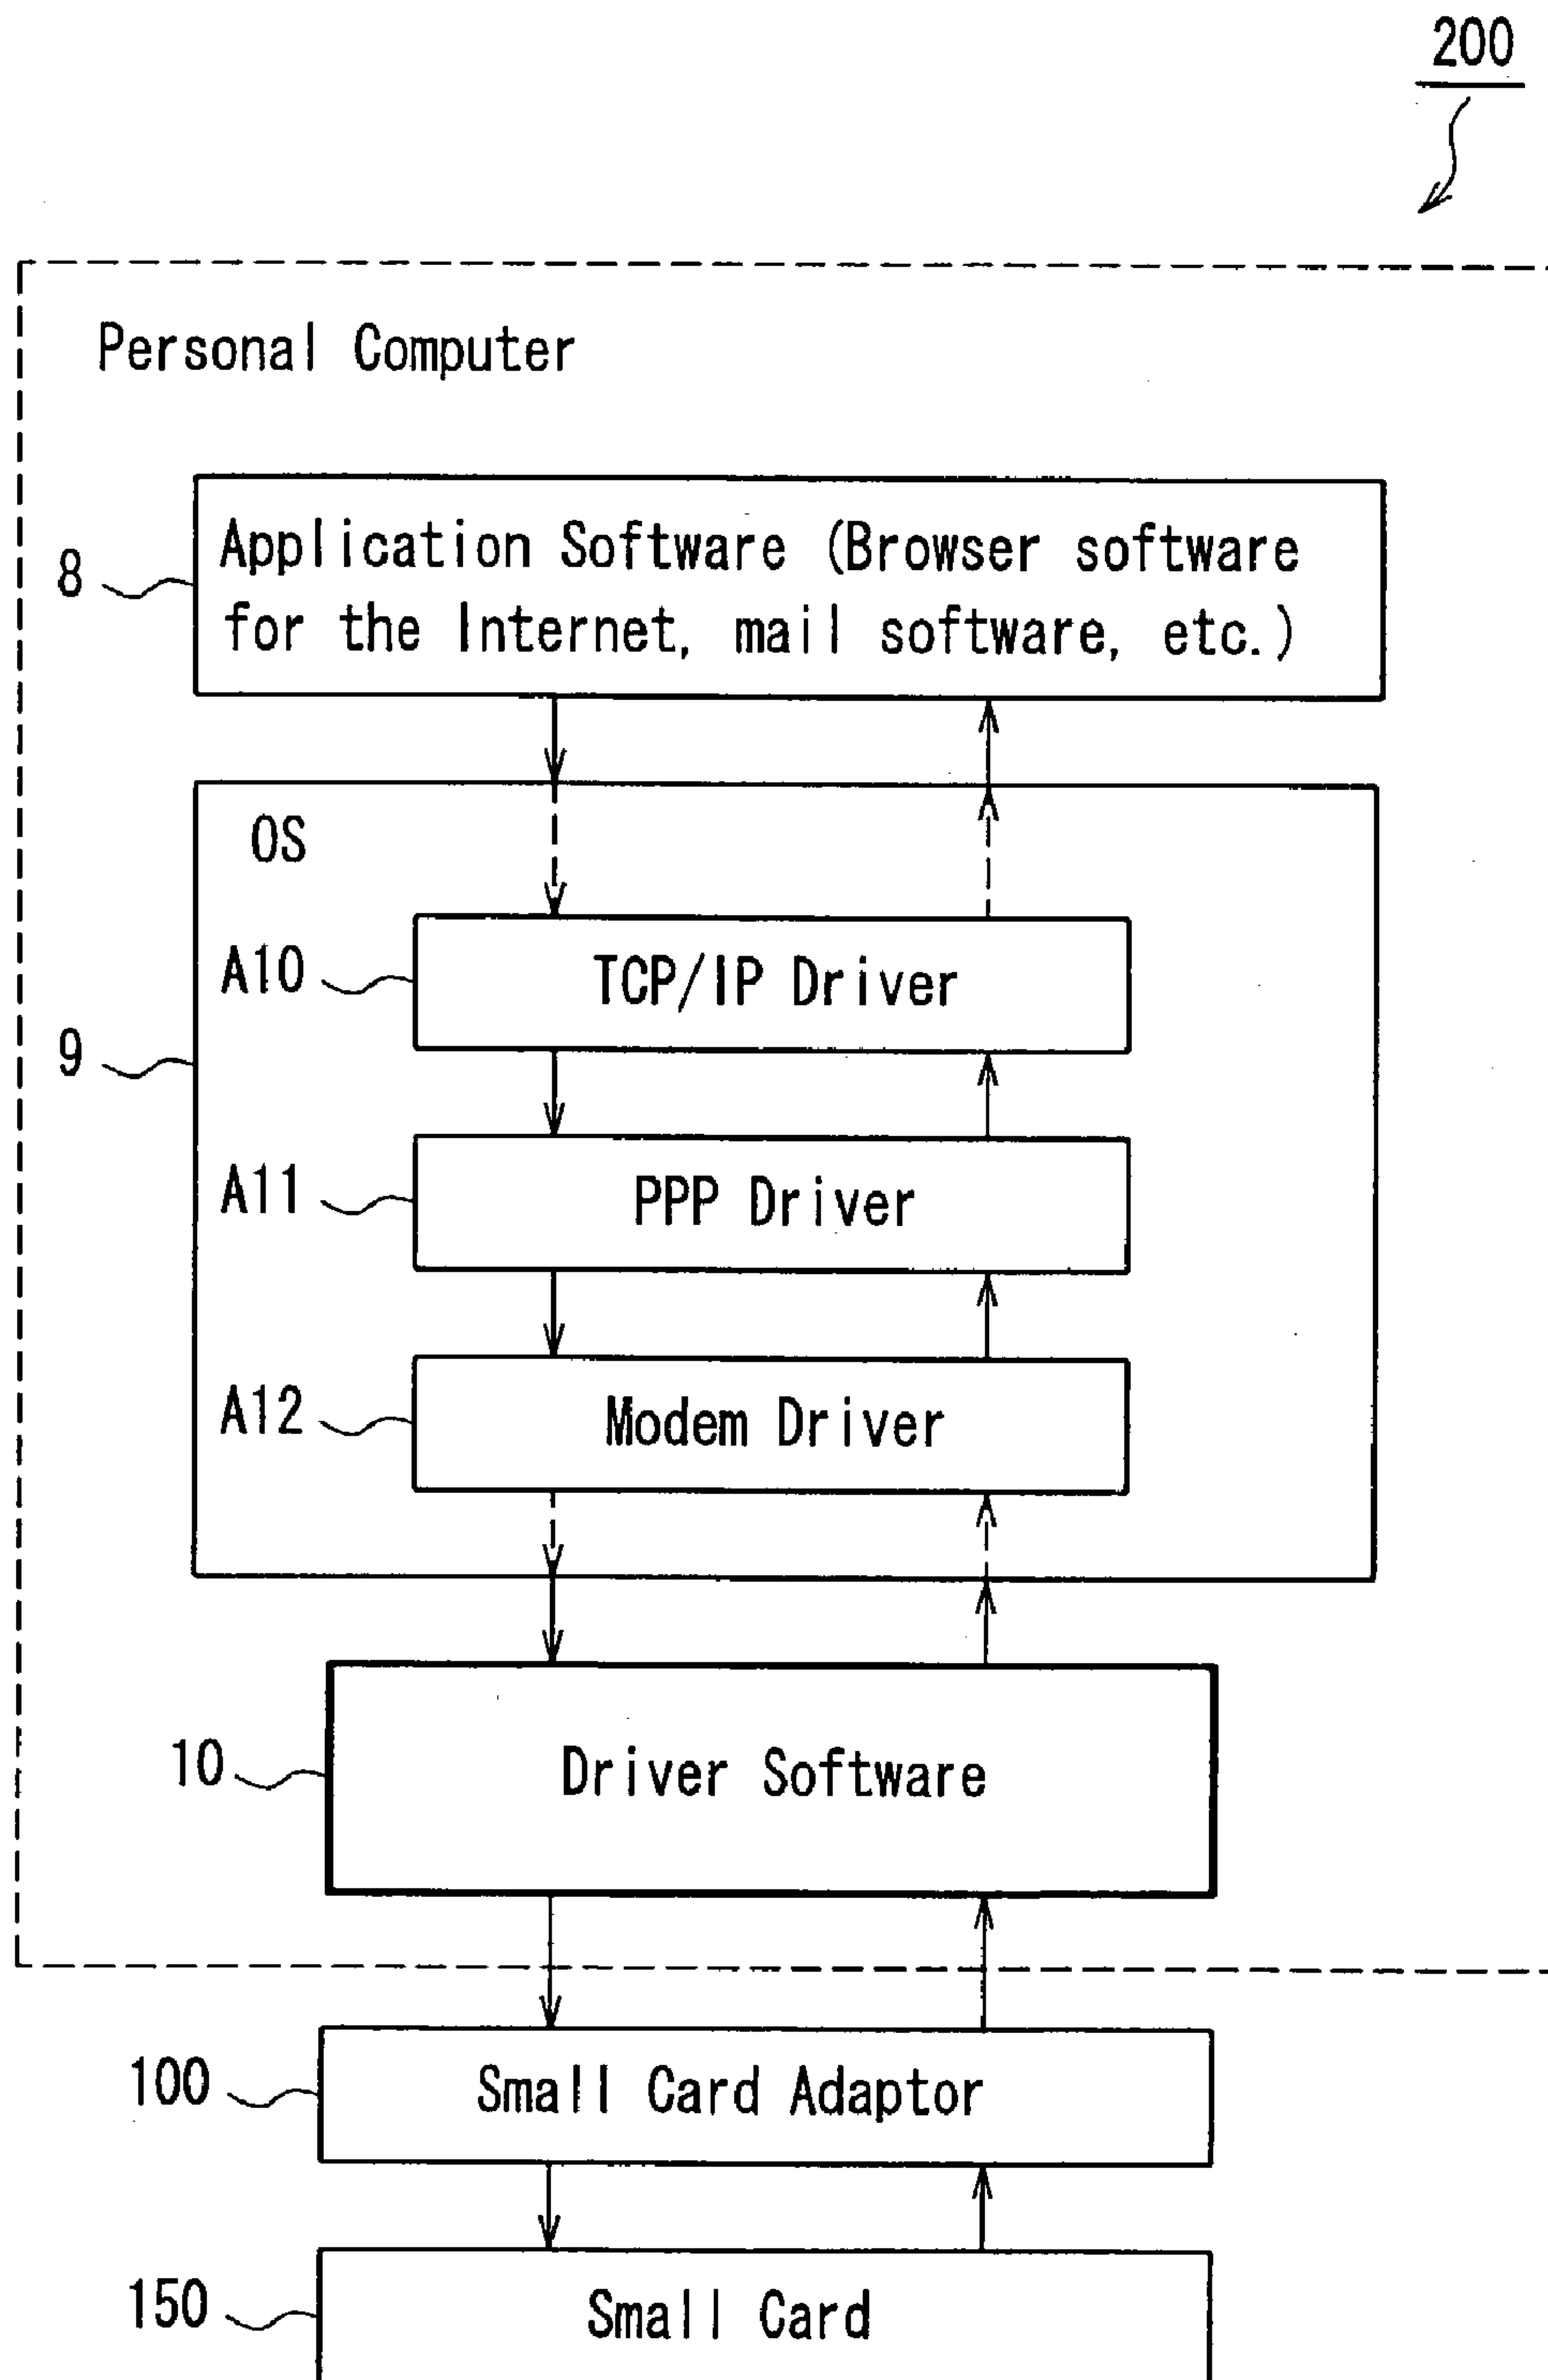 200
Personal Computer
8
Application Software (Browser software
for the Internet, mail software, etc.)
OS
A10
TCP/IP Driver
9
A11
PPP Driver
A12
Modem Driver
10
Driver Software
100
Small Card Adaptor
150
Small Card